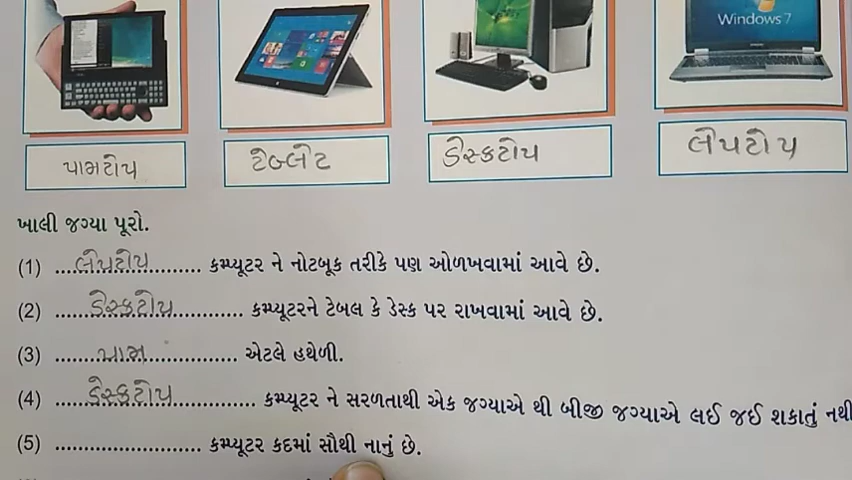 Windows 7
પામટોપ ટેબ્લેટ ડેસ્કટોપ લેપટોપ
ખાલી જગ્યા પૂરો.
(1) લેપટોપ કમ્પ્યૂટર ને નોટબૂક તરીકે પણ ઓળખવામાં આવે છે.
(2) ડેસ્કટોપ કમ્પ્યૂટરને ટેબલ કે ડેસ્ક પર રાખવામાં આવે છે.
(3) પામ એટલે હથેળી.
(4) ડેસ્કટોપ કમ્પ્યૂટર ને સરળતાથી એક જગ્યાએ થી બીજી જગ્યાએ લઈ જઈ શકાતું નથી
(5) ........................ કમ્પ્યૂટર કદમાં સૌથી નાનું છે.